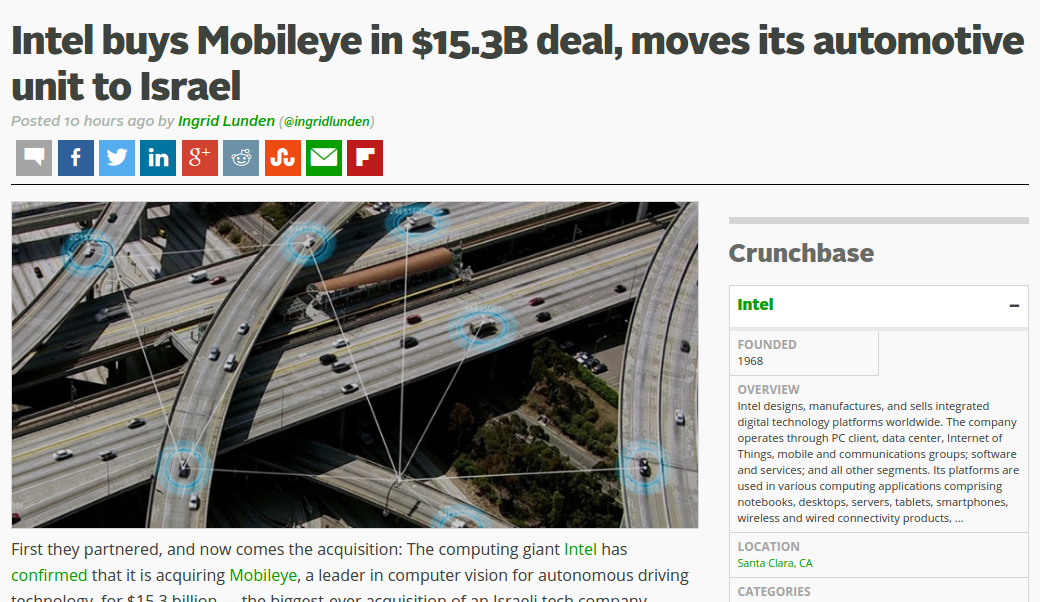 Intel buys Mobileye in $15.3B deal, moves its automotive
unit to Israel
Posted 10 hours ago by Ingrid Lunden (@ingridlunden)
Crunchbase
Intel
–
FOUNDED
1968
OVERVIEW
Intel designs, manufactures, and sells integrated
digital technology platforms worldwide. The company
operates through PC client, data center, Internet of
Things, mobile and communications groups; software
and services; and all other segments. Its platforms are
used in various computing applications comprising
notebooks, desktops, servers, tablets, smartphones,
wireless and wired connectivity products, ...
LOCATION
Santa Clara, CA
CATEGORIES
First they partnered, and now comes the acquisition: The computing giant Intel has
confirmed that it is acquiring Mobileye, a leader in computer vision for autonomous driving
technology, for $15.3 billion — the biggest-ever acquisition of an Israeli tech company.